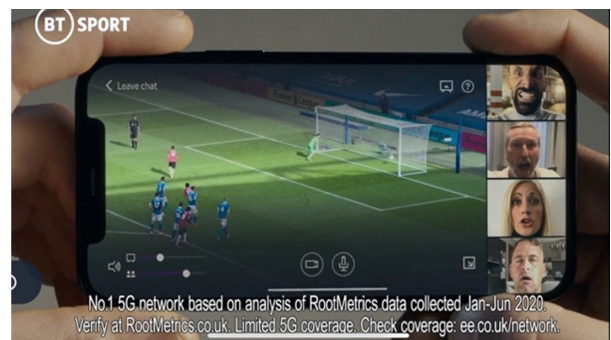 BT SPORT
Leave chat
?
No.1 5G network based on analysis of RootMetrics data collected Jan-Jun 2020.
Verify at RootMetrics.co.uk. Limited 5G coverage. Check coverage: ee.co.uk/network.